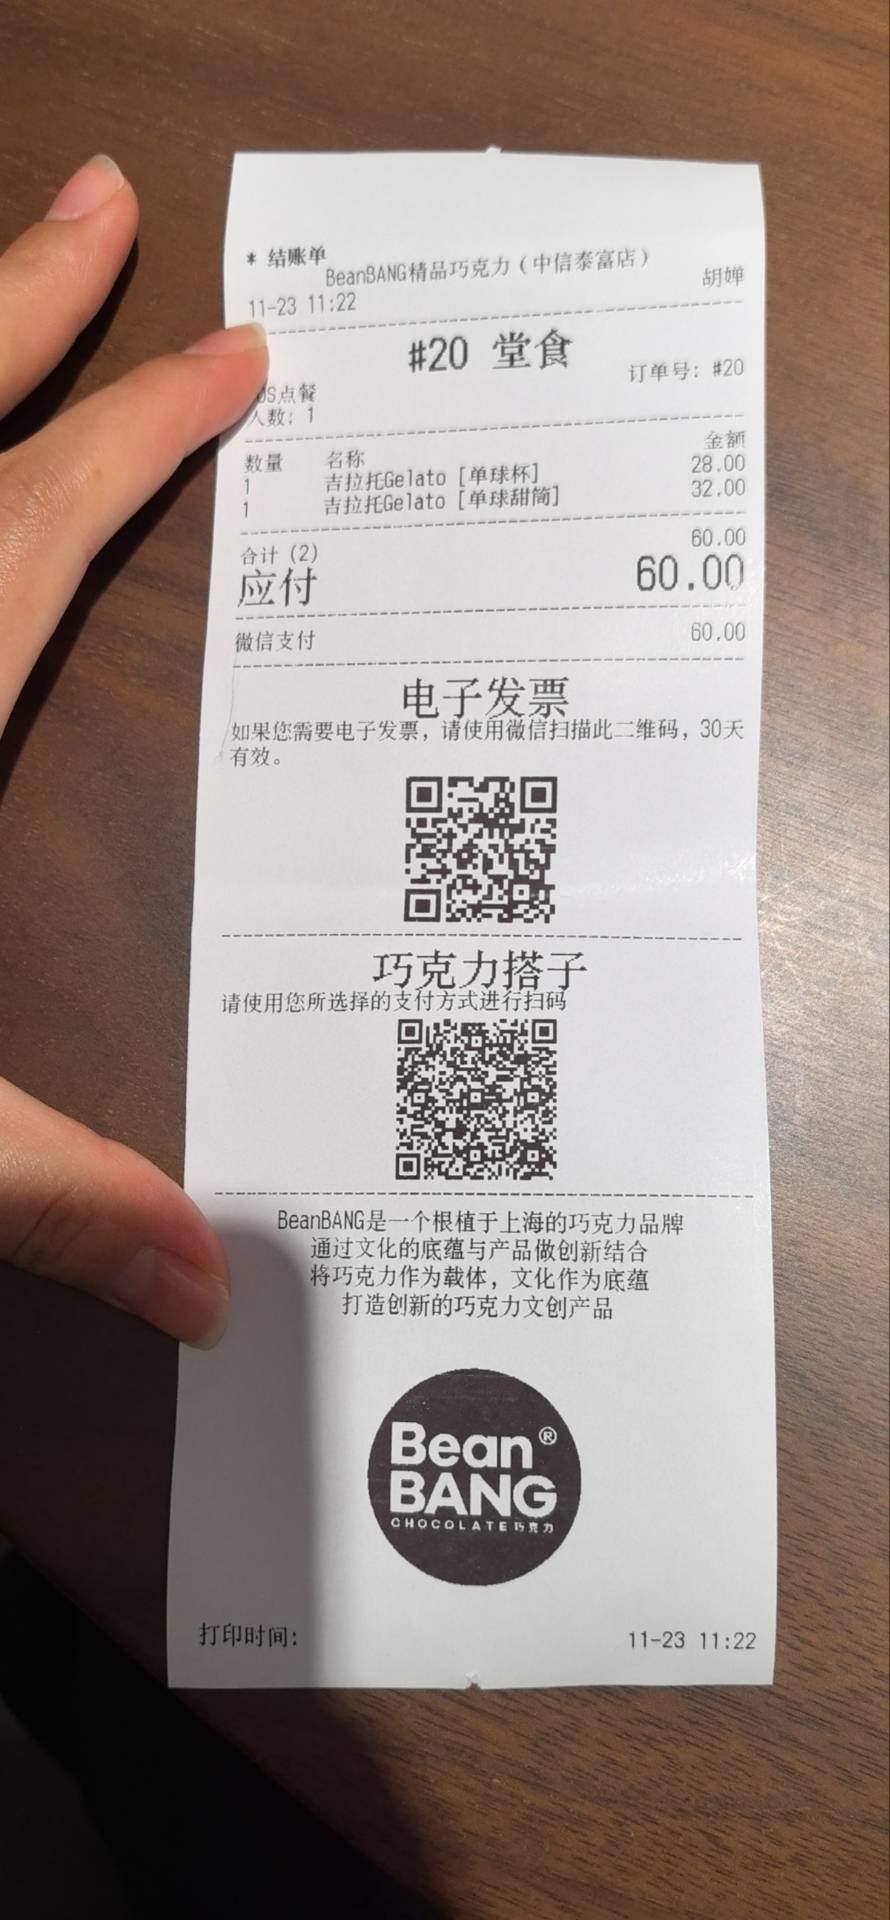 * 结账单
BeanBANG精品巧克力（中信泰富店）
11-23 11:22 胡婵
#20 堂食
订单号: #20
OS点餐
人数: 1
数量 名称 金额
1 吉拉托Gelato [单球杯] 28.00
1 吉拉托Gelato [单球甜筒] 32.00
合计 (2) 60.00
应付 60.00
微信支付 60.00
电子发票
如果您需要电子发票, 请使用微信扫描此二维码, 30天
有效。
巧克力搭子
请使用您所选择的支付方式进行扫码
BeanBANG是一个根植于上海的巧克力品牌
通过文化的底蕴与产品做创新结合
将巧克力作为载体, 文化作为底蕴
打造创新的巧克力文创产品
Bean®
BANG
CHOCOLATE 巧克力
打印时间: 11-23 11:22